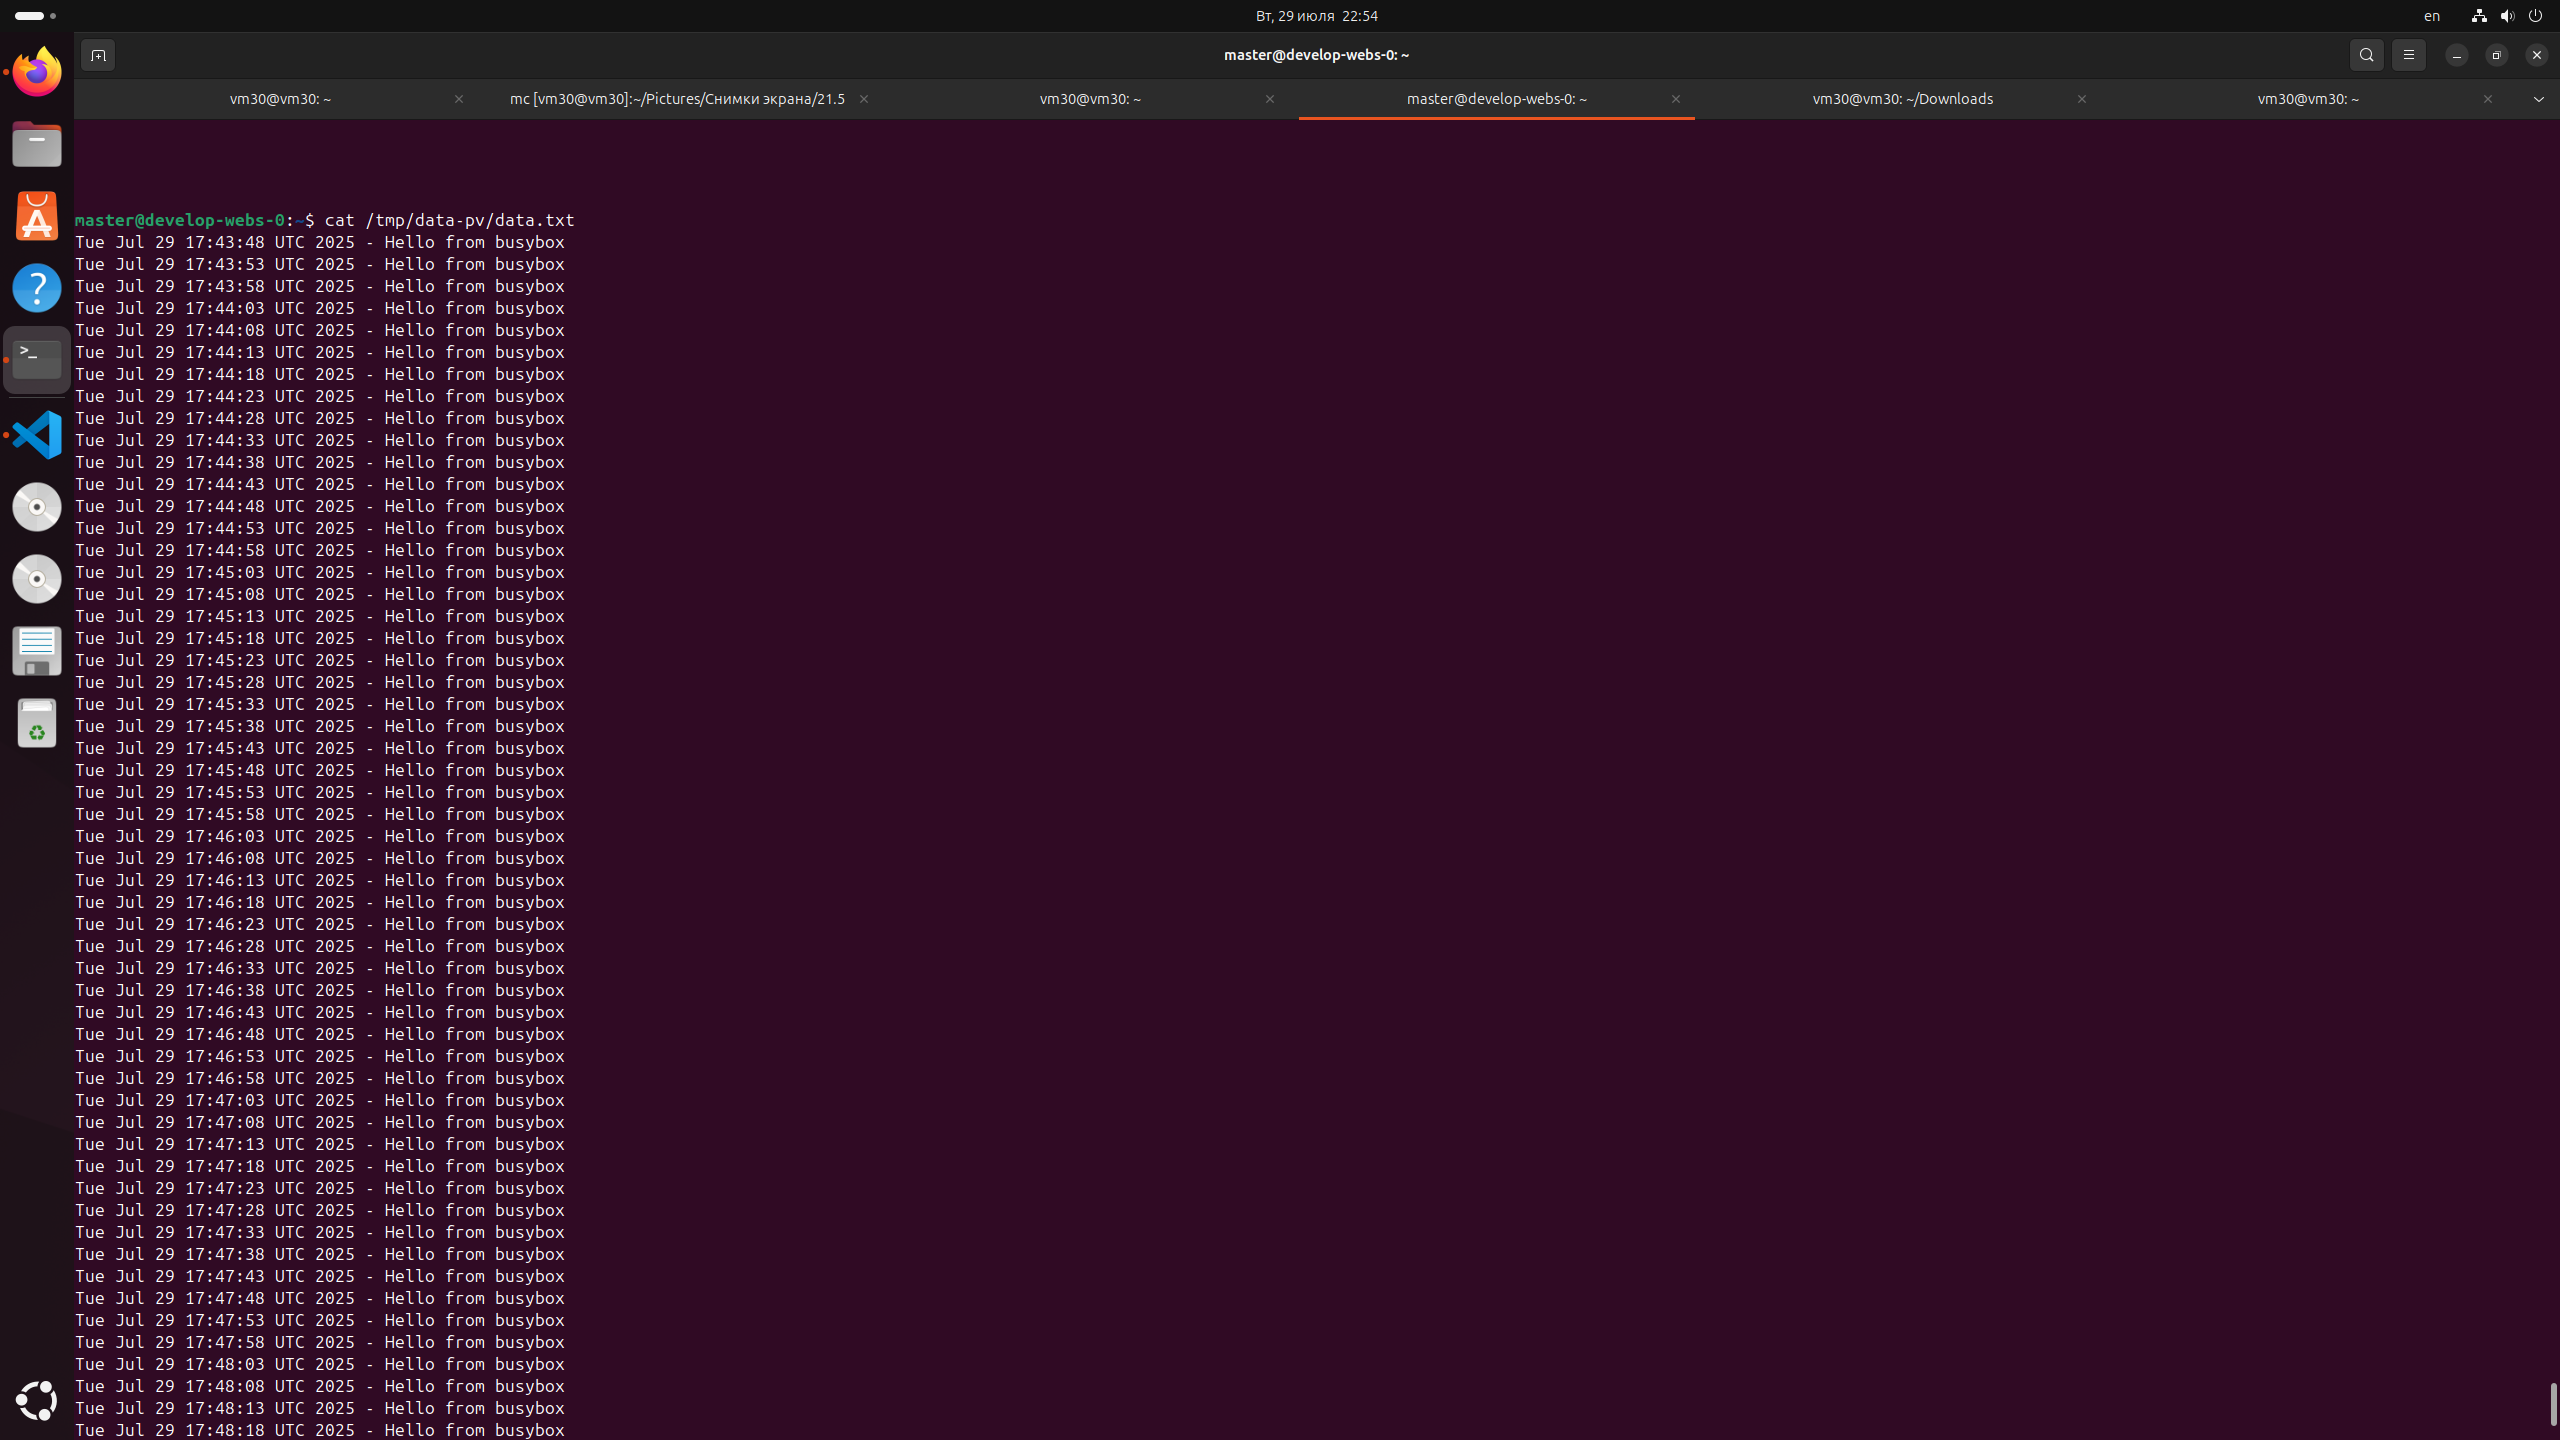 Вт, 29 июля 22:54
en
master@develop-webs-0: ~
vm30@vm30: ~
mc [vm30@vm30]:~/Pictures/Снимки экрана/21.5
vm30@vm30: ~
master@develop-webs-0: ~
vm30@vm30: ~/Downloads
vm30@vm30: ~
master@develop-webs-0:~$ cat /tmp/data-pv/data.txt
Tue Jul 29 17:43:48 UTC 2025 - Hello from busybox
Tue Jul 29 17:43:53 UTC 2025 - Hello from busybox
Tue Jul 29 17:43:58 UTC 2025 - Hello from busybox
Tue Jul 29 17:44:03 UTC 2025 - Hello from busybox
Tue Jul 29 17:44:08 UTC 2025 - Hello from busybox
Tue Jul 29 17:44:13 UTC 2025 - Hello from busybox
Tue Jul 29 17:44:18 UTC 2025 - Hello from busybox
Tue Jul 29 17:44:23 UTC 2025 - Hello from busybox
Tue Jul 29 17:44:28 UTC 2025 - Hello from busybox
Tue Jul 29 17:44:33 UTC 2025 - Hello from busybox
Tue Jul 29 17:44:38 UTC 2025 - Hello from busybox
Tue Jul 29 17:44:43 UTC 2025 - Hello from busybox
Tue Jul 29 17:44:48 UTC 2025 - Hello from busybox
Tue Jul 29 17:44:53 UTC 2025 - Hello from busybox
Tue Jul 29 17:44:58 UTC 2025 - Hello from busybox
Tue Jul 29 17:45:03 UTC 2025 - Hello from busybox
Tue Jul 29 17:45:08 UTC 2025 - Hello from busybox
Tue Jul 29 17:45:13 UTC 2025 - Hello from busybox
Tue Jul 29 17:45:18 UTC 2025 - Hello from busybox
Tue Jul 29 17:45:23 UTC 2025 - Hello from busybox
Tue Jul 29 17:45:28 UTC 2025 - Hello from busybox
Tue Jul 29 17:45:33 UTC 2025 - Hello from busybox
Tue Jul 29 17:45:38 UTC 2025 - Hello from busybox
Tue Jul 29 17:45:43 UTC 2025 - Hello from busybox
Tue Jul 29 17:45:48 UTC 2025 - Hello from busybox
Tue Jul 29 17:45:53 UTC 2025 - Hello from busybox
Tue Jul 29 17:45:58 UTC 2025 - Hello from busybox
Tue Jul 29 17:46:03 UTC 2025 - Hello from busybox
Tue Jul 29 17:46:08 UTC 2025 - Hello from busybox
Tue Jul 29 17:46:13 UTC 2025 - Hello from busybox
Tue Jul 29 17:46:18 UTC 2025 - Hello from busybox
Tue Jul 29 17:46:23 UTC 2025 - Hello from busybox
Tue Jul 29 17:46:28 UTC 2025 - Hello from busybox
Tue Jul 29 17:46:33 UTC 2025 - Hello from busybox
Tue Jul 29 17:46:38 UTC 2025 - Hello from busybox
Tue Jul 29 17:46:43 UTC 2025 - Hello from busybox
Tue Jul 29 17:46:48 UTC 2025 - Hello from busybox
Tue Jul 29 17:46:53 UTC 2025 - Hello from busybox
Tue Jul 29 17:46:58 UTC 2025 - Hello from busybox
Tue Jul 29 17:47:03 UTC 2025 - Hello from busybox
Tue Jul 29 17:47:08 UTC 2025 - Hello from busybox
Tue Jul 29 17:47:13 UTC 2025 - Hello from busybox
Tue Jul 29 17:47:18 UTC 2025 - Hello from busybox
Tue Jul 29 17:47:23 UTC 2025 - Hello from busybox
Tue Jul 29 17:47:28 UTC 2025 - Hello from busybox
Tue Jul 29 17:47:33 UTC 2025 - Hello from busybox
Tue Jul 29 17:47:38 UTC 2025 - Hello from busybox
Tue Jul 29 17:47:43 UTC 2025 - Hello from busybox
Tue Jul 29 17:47:48 UTC 2025 - Hello from busybox
Tue Jul 29 17:47:53 UTC 2025 - Hello from busybox
Tue Jul 29 17:47:58 UTC 2025 - Hello from busybox
Tue Jul 29 17:48:03 UTC 2025 - Hello from busybox
Tue Jul 29 17:48:08 UTC 2025 - Hello from busybox
Tue Jul 29 17:48:13 UTC 2025 - Hello from busybox
Tue Jul 29 17:48:18 UTC 2025 - Hello from busybox